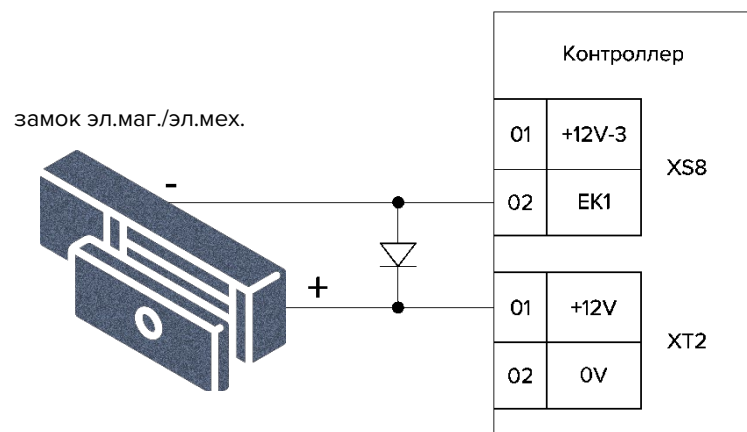 Контроллер
замок эл.маг./эл.мех.
01 +12V-3
XS8
-
02 EK1
+
01 +12V
XT2
02 0V